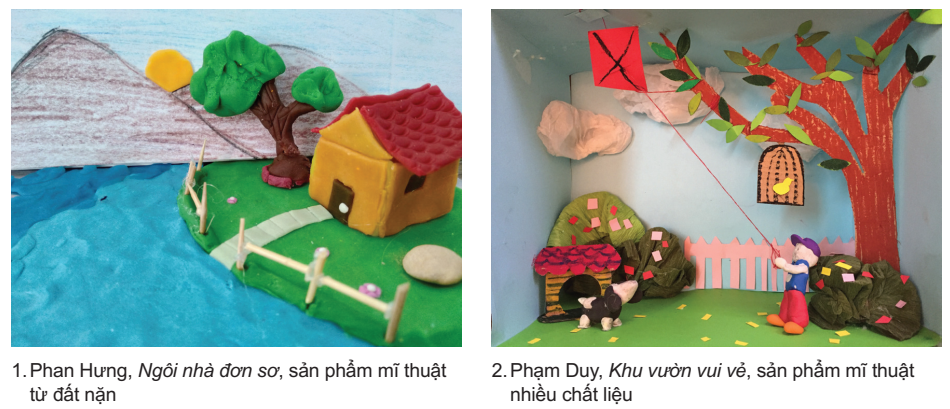 1. Phan Hưng, Ngôi nhà đơn sơ, sản phẩm mĩ thuật
từ đất nặn
2. Phạm Duy, Khu vườn vui vẻ, sản phẩm mĩ thuật
nhiều chất liệu